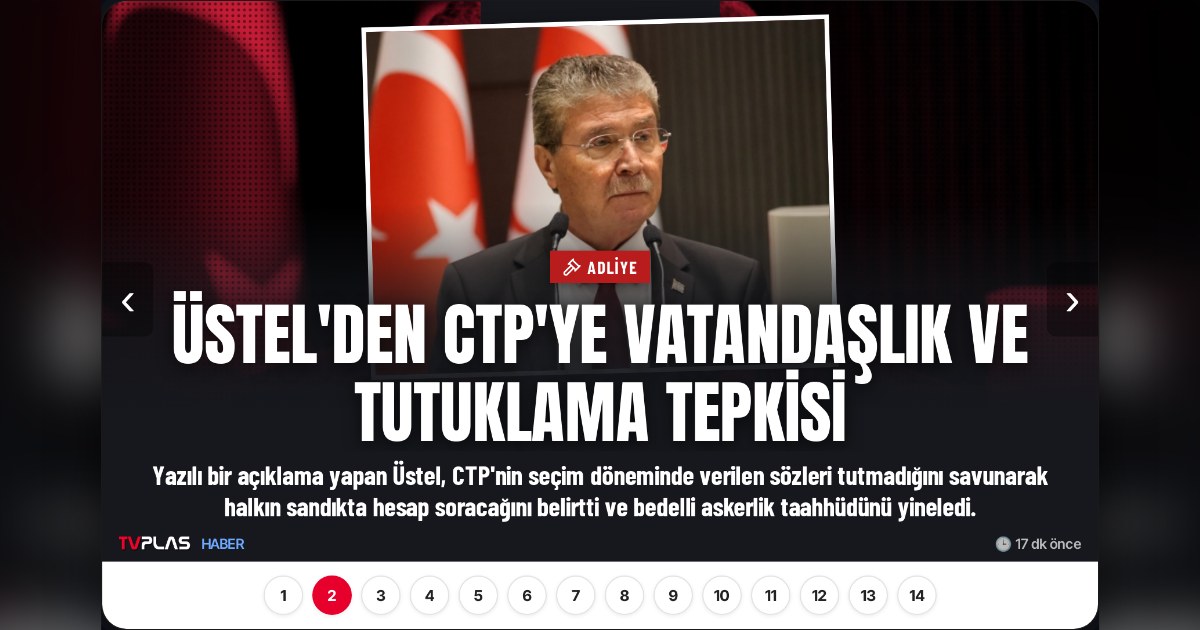 ADLİYE
ÜSTEL'DEN CTP'YE VATANDAŞLIK VE
TUTUKLAMA TEPKİSİ
Yazılı bir açıklama yapan Üstel, CTP'nin seçim döneminde verilen sözleri tutmadığını savunarak
halkın sandıkta hesap soracağını belirtti ve bedelli askerlik taahhüdünü yineledi.
TVPLAS HABER
17 dk önce
1 2 3 4 5 6 7 8 9 10 11 12 13 14